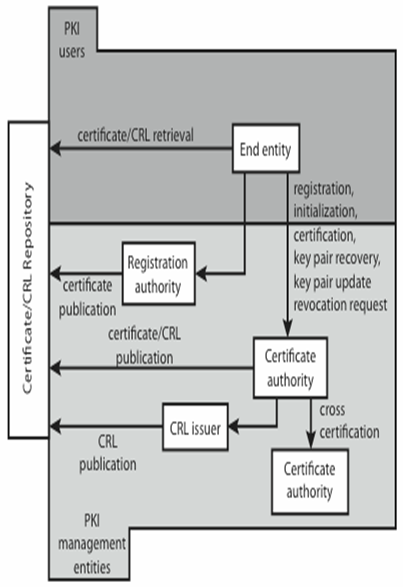 PKI
users
certificate/CRL retrieval
End entity
registration,
initialization,
certification,
key pair recovery,
key pair update
revocation request
Certificate/CRL Repository
Registration
authority
certificate
publication
certificate/CRL
publication
Certificate
authority
CRL issuer
cross
certification
CRL
publication
Certificate
authority
PKI
management
entities